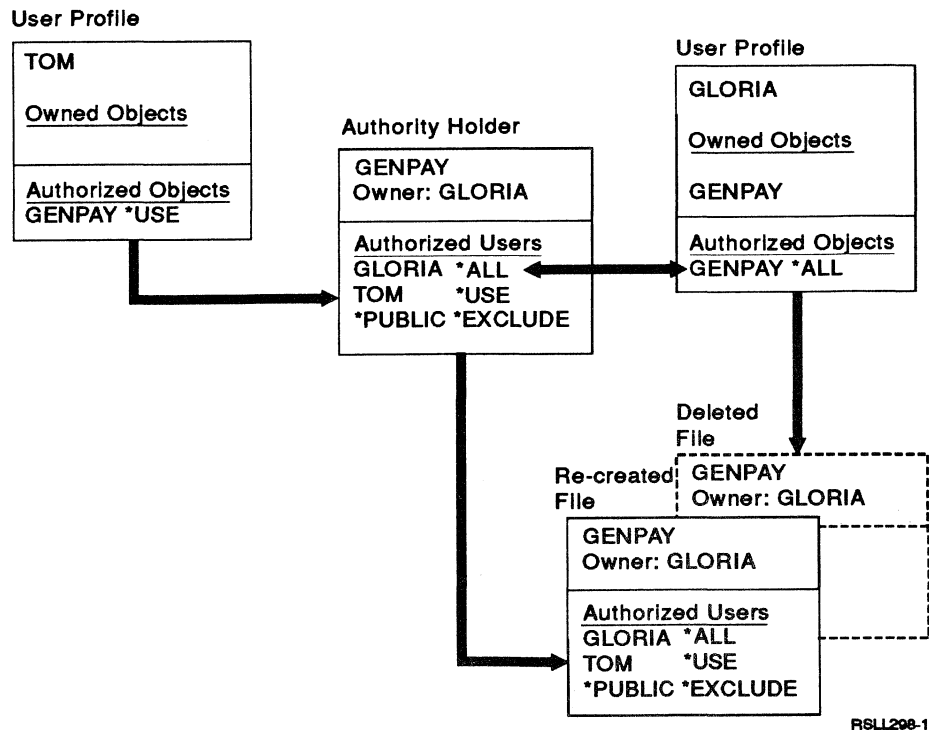 User Profile
TOM
Owned Objects
Authorized Objects
GENPAY *USE
Authority Holder
GENPAY
Owner: GLORIA
Authorized Users
GLORIA *ALL
TOM *USE
*PUBLIC *EXCLUDE
User Profile
GLORIA
Owned Objects
GENPAY
Authorized Objects
GENPAY *ALL
Deleted
File
GENPAY
Owner: GLORIA
Re-created
File
GENPAY
Owner: GLORIA
Authorized Users
GLORIA *ALL
TOM *USE
*PUBLIC *EXCLUDE
RSLL298-1